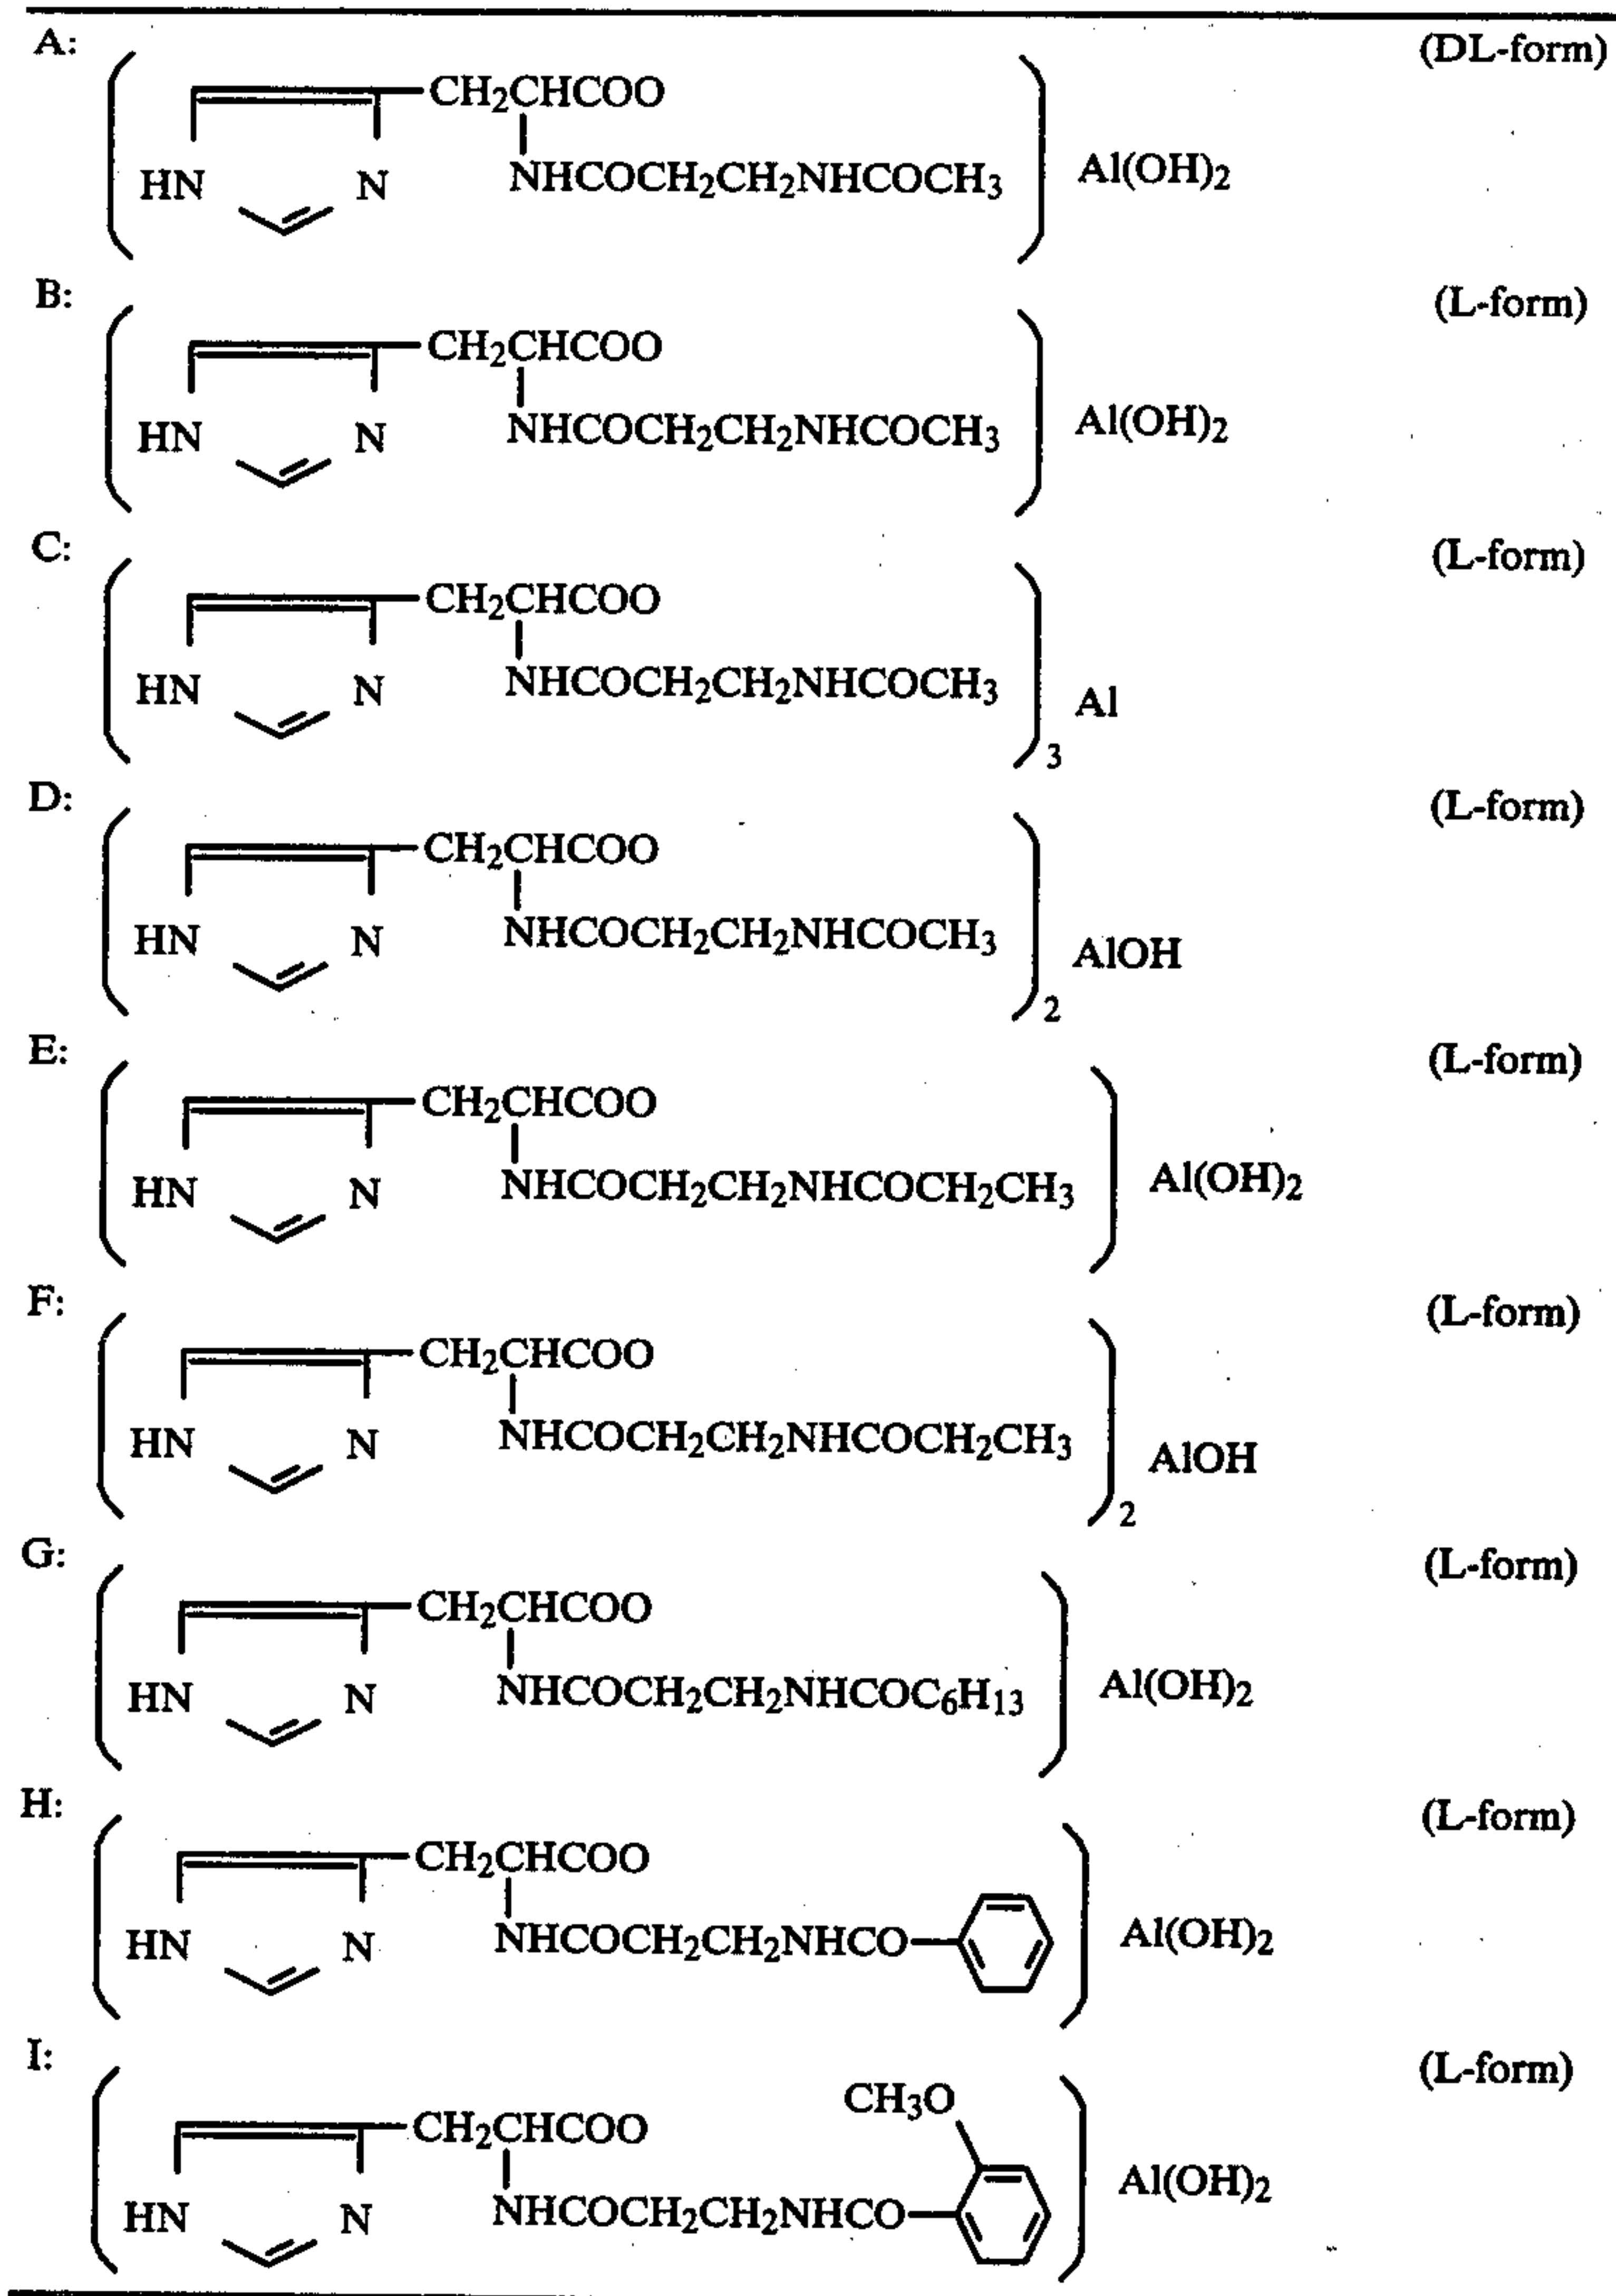 A: (DL-form)
CH₂CHCOO
HN N NHCOCH₂CH₂NHCOCH₃ Al(OH)₂
B: (L-form)
CH₂CHCOO
HN N NHCOCH₂CH₂NHCOCH₃ Al(OH)₂
C: (L-form)
CH₂CHCOO
HN N NHCOCH₂CH₂NHCOCH₃ Al
3
D: (L-form)
CH₂CHCOO
HN N NHCOCH₂CH₂NHCOCH₃ AlOH
2
E: (L-form)
CH₂CHCOO
HN N NHCOCH₂CH₂NHCOCH₂CH₃ Al(OH)₂
F: (L-form)
CH₂CHCOO
HN N NHCOCH₂CH₂NHCOCH₂CH₃ AlOH
2
G: (L-form)
CH₂CHCOO
HN N NHCOCH₂CH₂NHCOC₆H₁₃ Al(OH)₂
H: (L-form)
CH₂CHCOO
HN N NHCOCH₂CH₂NHCO Al(OH)₂
I: (L-form)
CH₃O
CH₂CHCOO
HN N NHCOCH₂CH₂NHCO Al(OH)₂